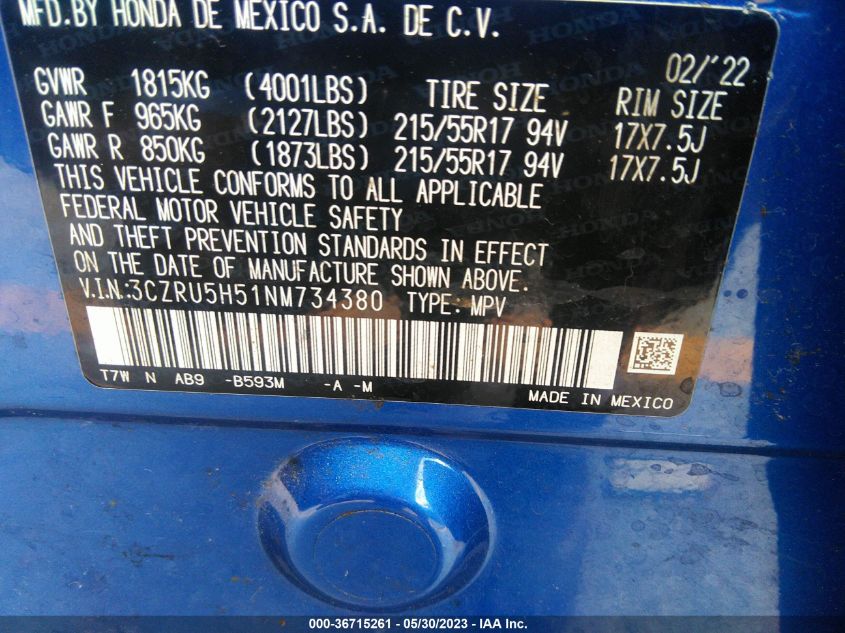 MFD.BY HONDA DE MEXICO S.A. DE C.V.
02/'22
GVWR 1815KG (4001LBS) TIRE SIZE RIM SIZE
GAWR F 965KG (2127LBS) 215/55R17 94V 17X7.5J
GAWR R 850KG (1873LBS) 215/55R17 94V 17X7.5J
THIS VEHICLE CONFORMS TO ALL APPLICABLE
FEDERAL MOTOR VEHICLE SAFETY
AND THEFT PREVENTION STANDARDS IN EFFECT
ON THE DATE OF MANUFACTURE SHOWN ABOVE.
V.I.N.:3CZRU5H51NM734380 TYPE: MPV
T7W N AB9 -B593M -A -M
MADE IN MEXICO
000-36715261 - 05/30/2023 - IAA Inc.